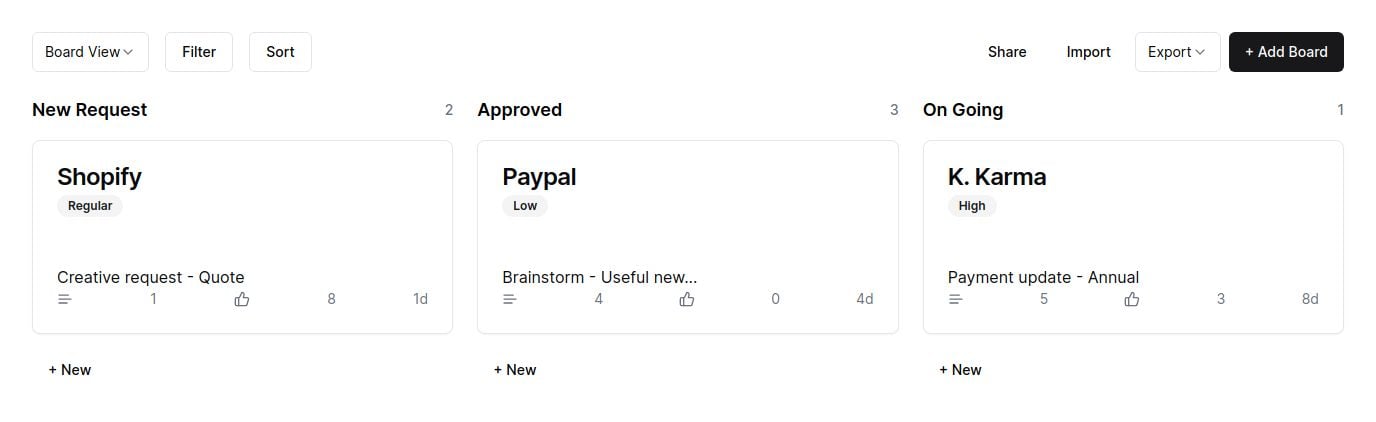 Board View Filter Sort Share Import Export + Add Board
New Request 2 Approved 3 On Going 1
Shopify
Regular
Creative request - Quote
1 8 1d
+ New
Paypal
Low
Brainstorm - Useful new...
4 0 4d
+ New
K. Karma
High
Payment update - Annual
5 3 8d
+ New